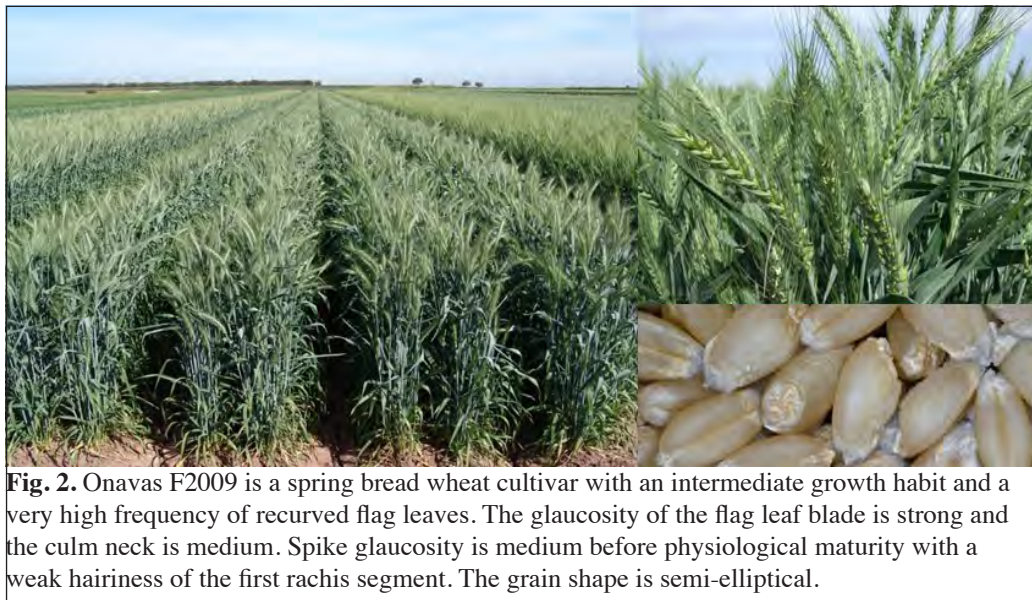 Fig. 2. Onavas F2009 is a spring bread wheat cultivar with an intermediate growth habit and a
very high frequency of recurved flag leaves. The glaucosity of the flag leaf blade is strong and
the culm neck is medium. Spike glaucosity is medium before physiological maturity with a
weak hairiness of the first rachis segment. The grain shape is semi-elliptical.